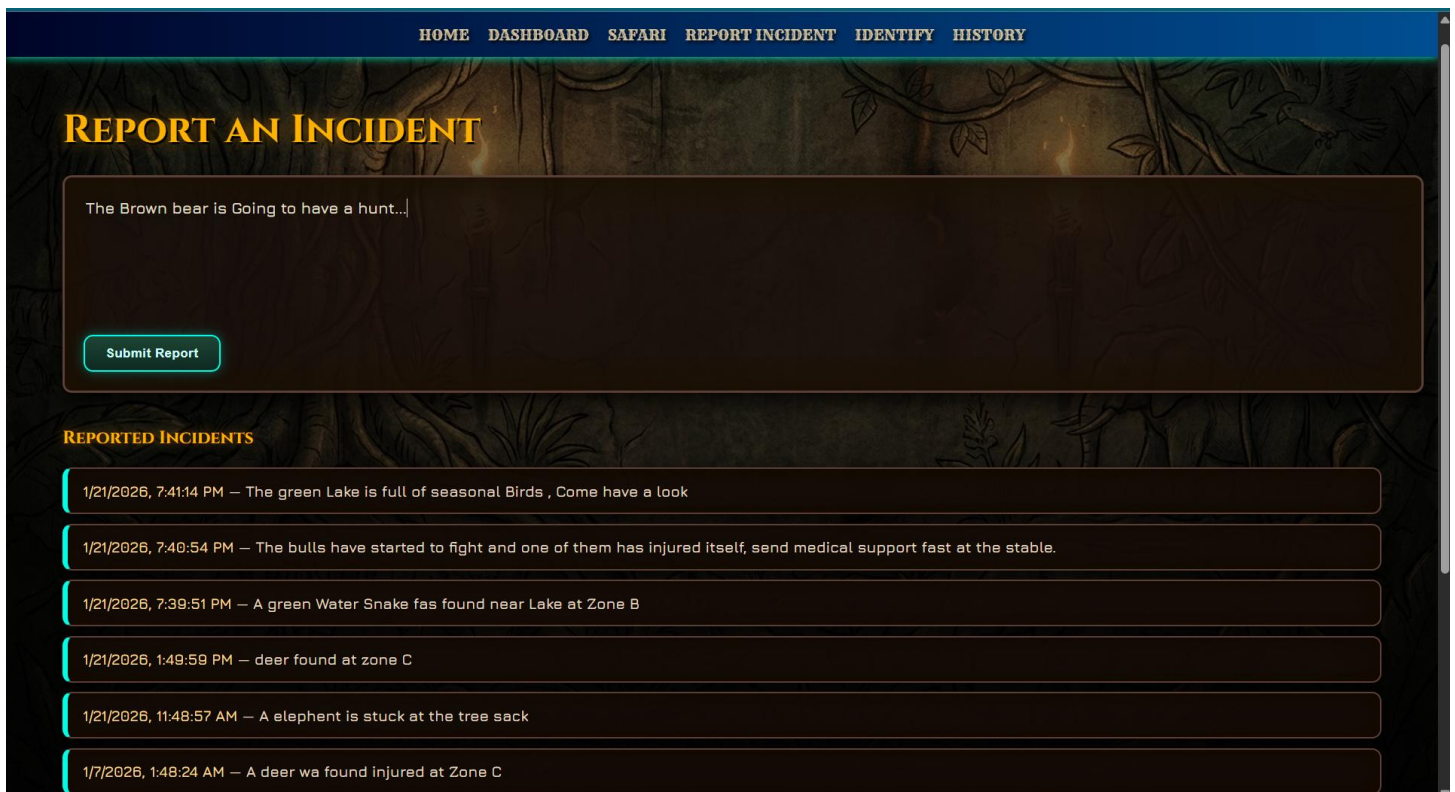 HOME DASHBOARD SAFARI REPORT INCIDENT IDENTIFY HISTORY
REPORT AN INCIDENT
The Brown bear is Going to have a hunt...
Submit Report
REPORTED INCIDENTS
1/21/2026, 7:41:14 PM — The green Lake is full of seasonal Birds , Come have a look
1/21/2026, 7:40:54 PM — The bulls have started to fight and one of them has injured itself, send medical support fast at the stable.
1/21/2026, 7:39:51 PM — A green Water Snake fas found near Lake at Zone B
1/21/2026, 1:49:59 PM — deer found at zone C
1/21/2026, 11:48:57 AM — A elephent is stuck at the tree sack
1/7/2026, 1:48:24 AM — A deer wa found injured at Zone C